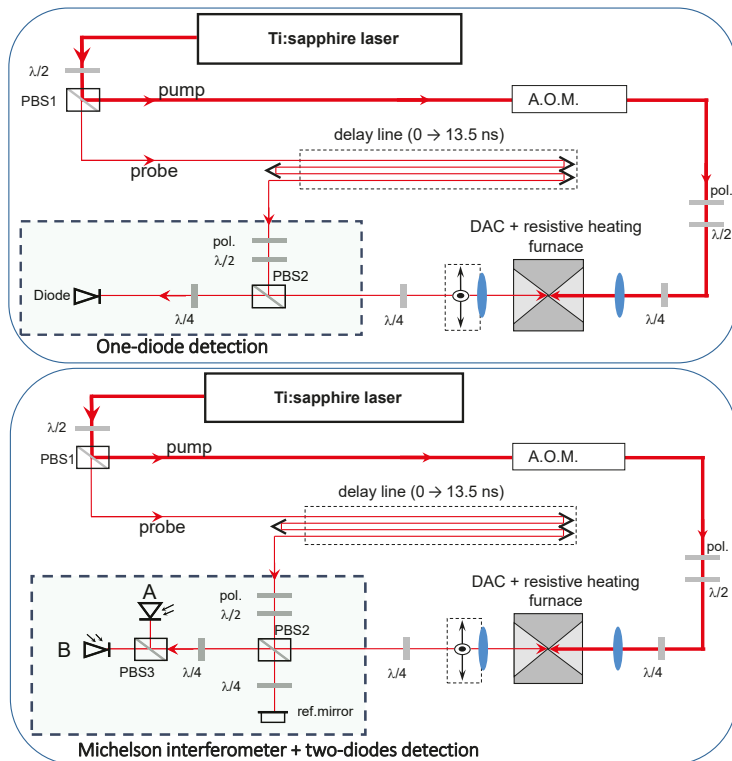 Ti:sapphire laser
λ/2
PBS1
pump
A.O.M.
delay line (0 → 13.5 ns)
probe
pol.
λ/2
DAC + resistive heating
furnace
pol.
λ/2
PBS2
Diode
λ/4
λ/4
λ/4
One-diode detection
Ti:sapphire laser
λ/2
PBS1
pump
A.O.M.
delay line (0 → 13.5 ns)
probe
pol.
λ/2
DAC + resistive heating
furnace
A
pol.
λ/2
PBS2
B
PBS3
λ/4
λ/4
λ/4
λ/4
ref.mirror
Michelson interferometer + two-diodes detection